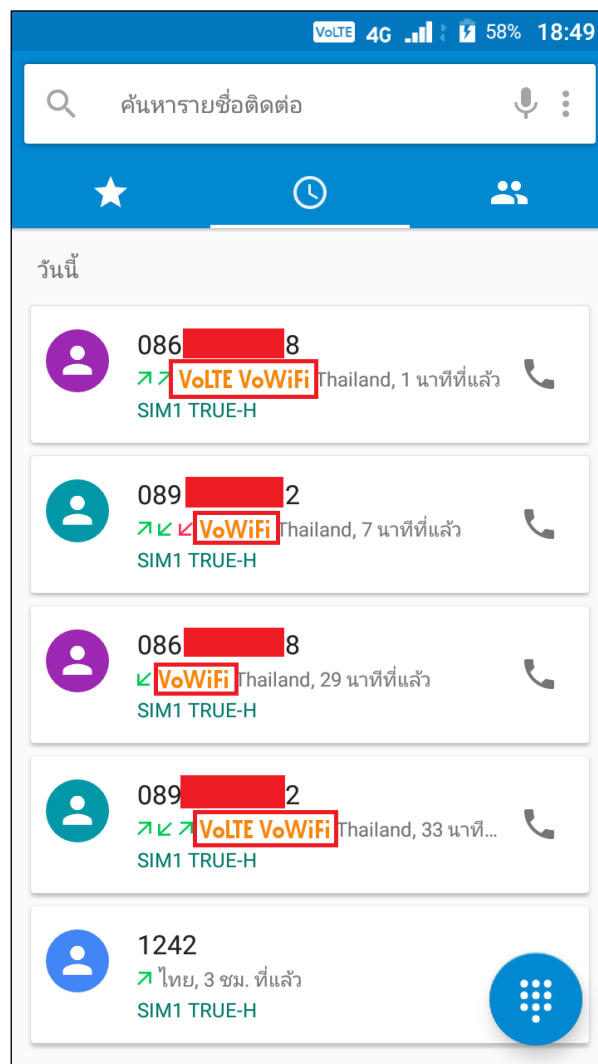 VoLTE 4G 58% 18:49
ค้นหารายชื่อติดต่อ
วันนี้
086 8
VoLTE VoWiFi Thailand, 1 นาทีที่แล้ว
SIM1 TRUE-H
089 2
VoWiFi Thailand, 7 นาทีที่แล้ว
SIM1 TRUE-H
086 8
VoWiFi Thailand, 29 นาทีที่แล้ว
SIM1 TRUE-H
089 2
VoLTE VoWiFi Thailand, 33 นาที...
SIM1 TRUE-H
1242
ไทย, 3 ชม. ที่แล้ว
SIM1 TRUE-H